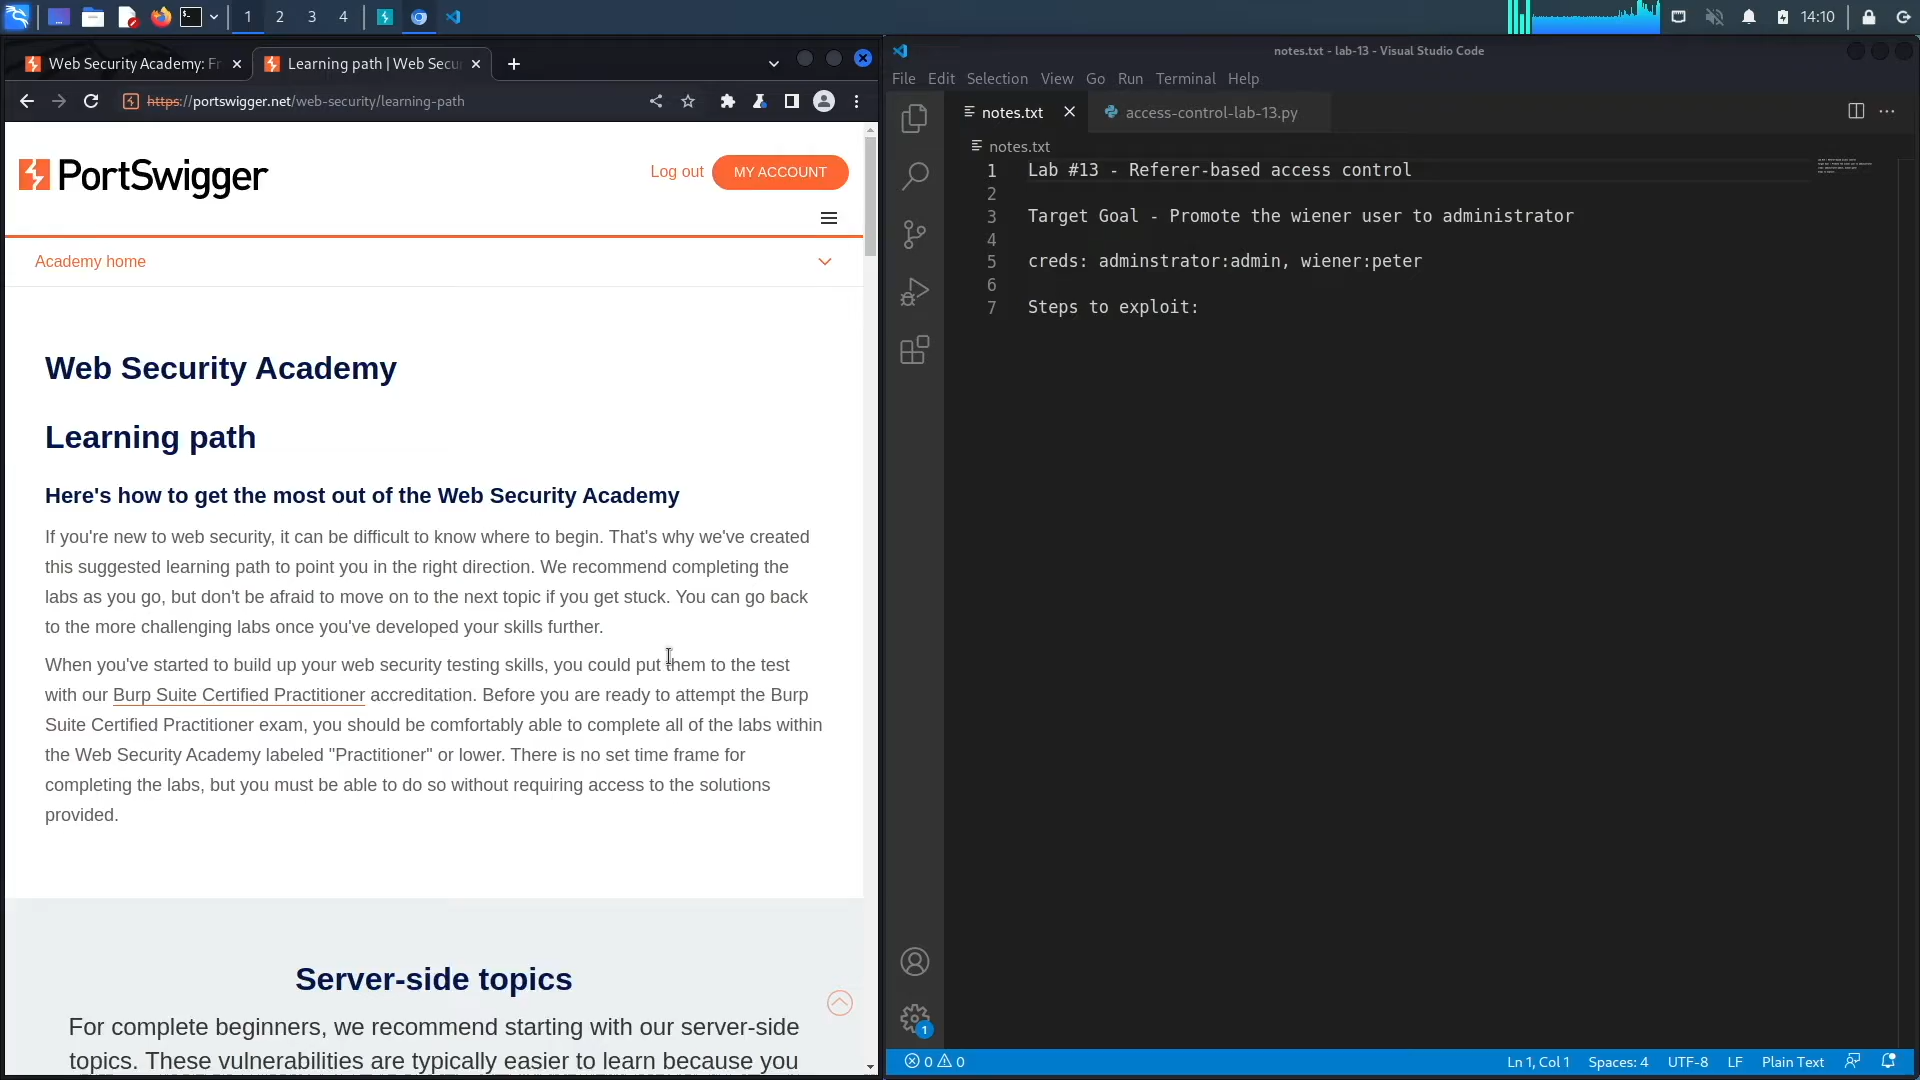 1
2
3
4
14:10
Web Security Academy: Fr
Learning path | Web Secu
https://portswigger.net/web-security/learning-path
PortSwigger
Log out
MY ACCOUNT
Academy home
Web Security Academy
Learning path
Here's how to get the most out of the Web Security Academy
If you're new to web security, it can be difficult to know where to begin. That's why we've created
this suggested learning path to point you in the right direction. We recommend completing the
labs as you go, but don't be afraid to move on to the next topic if you get stuck. You can go back
to the more challenging labs once you've developed your skills further.
When you've started to build up your web security testing skills, you could put them to the test
with our Burp Suite Certified Practitioner accreditation. Before you are ready to attempt the Burp
Suite Certified Practitioner exam, you should be comfortably able to complete all of the labs within
the Web Security Academy labeled "Practitioner" or lower. There is no set time frame for
completing the labs, but you must be able to do so without requiring access to the solutions
provided.
Server-side topics
For complete beginners, we recommend starting with our server-side
topics. These vulnerabilities are typically easier to learn because you
notes.txt - lab-13 - Visual Studio Code
File Edit Selection View Go Run Terminal Help
notes.txt
access-control-lab-13.py
notes.txt
1 Lab #13 - Referer-based access control
2
3 Target Goal - Promote the wiener user to administrator
4
5 creds: adminstrator:admin, wiener:peter
6
7 Steps to exploit:
1
0 0
Ln 1, Col 1
Spaces: 4
UTF-8
LF
Plain Text